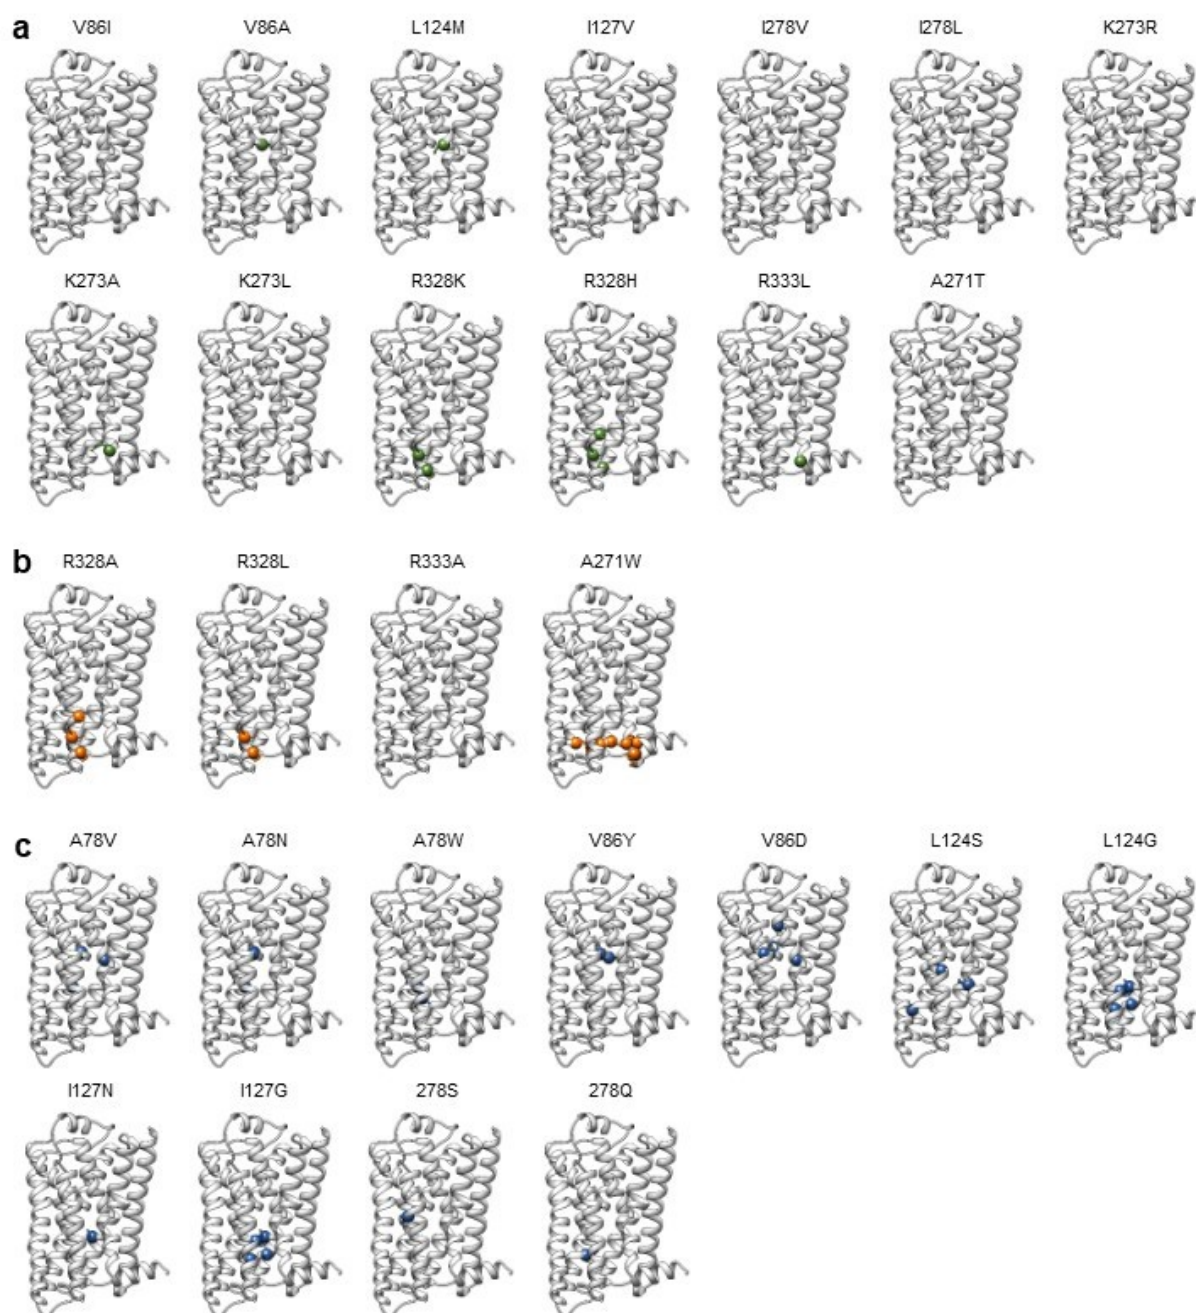 a V86I V86A L124M I127V I278V I278L K273R
K273A K273L R328K R328H R333L A271T
b R328A R328L R333A A271W
c A78V A78N A78W V86Y V86D L124S L124G
I127N I127G 278S 278Q